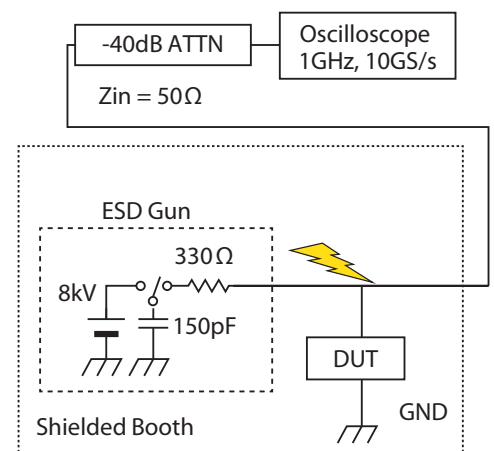 -40dB ATTN
Oscilloscope
1GHz, 10GS/s
Zin = 50Ω
ESD Gun
330Ω
8kV
150pF
DUT
GND
Shielded Booth